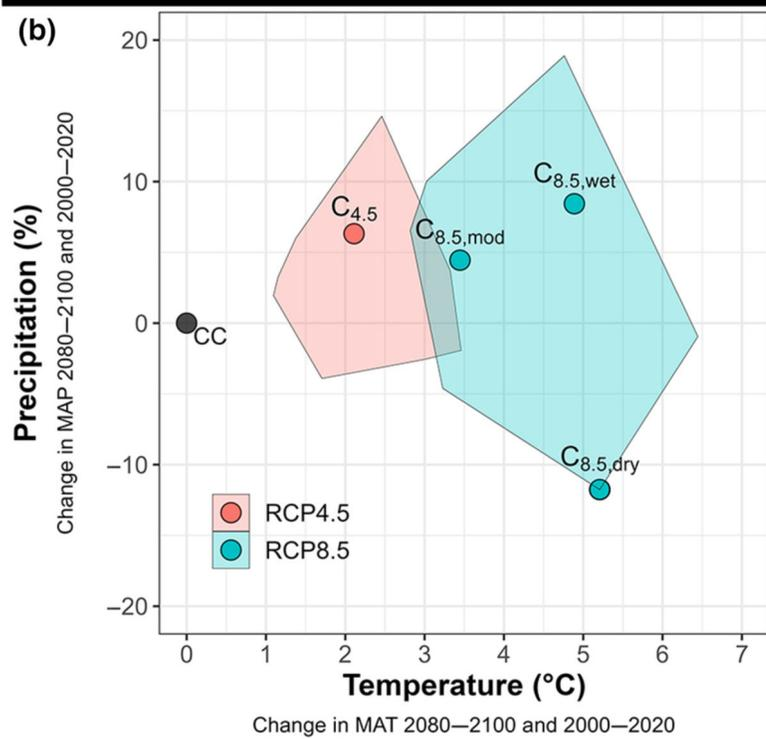 (b)
Precipitation (%)
Change in MAP 2080–2100 and 2000–2020
20
10
0
–10
–20
C8.5,wet
C4.5
C8.5,mod
CC
C8.5,dry
RCP4.5
RCP8.5
0 1 2 3 4 5 6 7
Temperature (°C)
Change in MAT 2080–2100 and 2000–2020